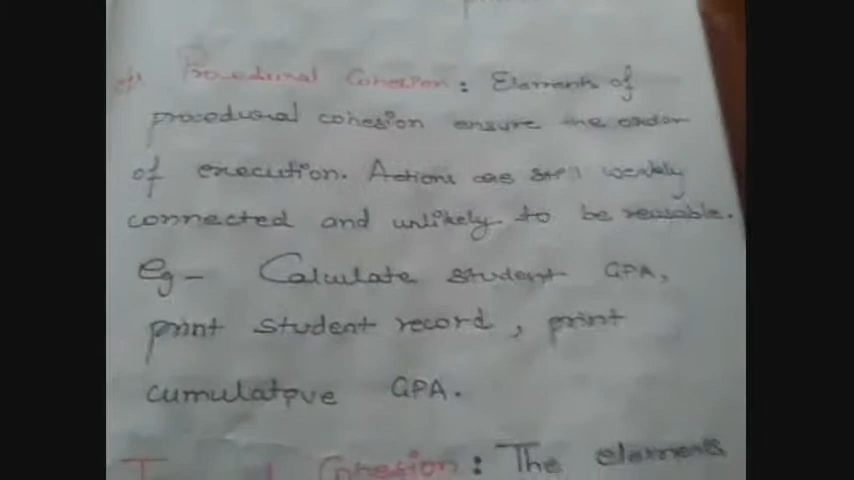 Procedural Cohesion: Elements of
procedural cohesion ensure the order
of execution. Actions are still weakly
connected and unlikely to be reusable.
Eg- Calculate student GPA,
print student record, print
cumulative GPA.
Cohesion: The elements